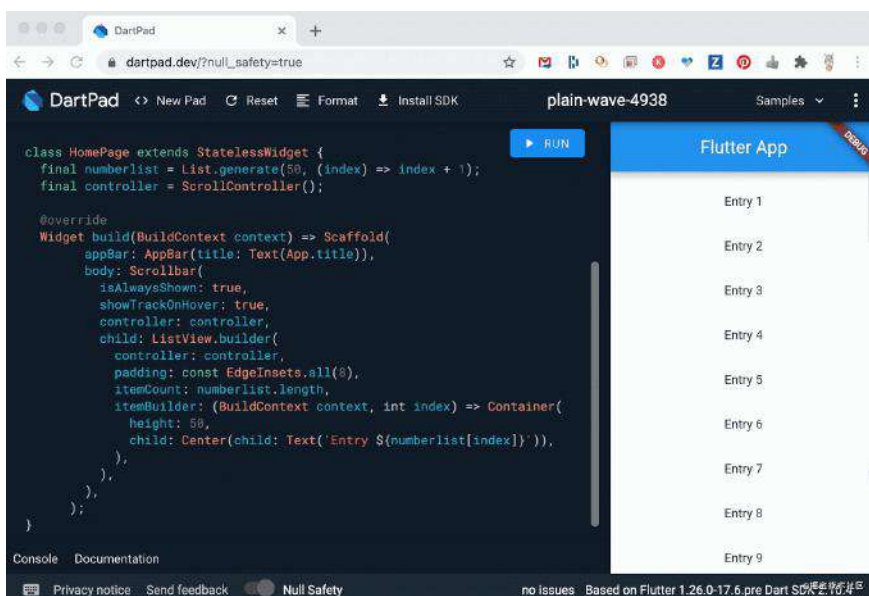 DartPad
dartpad.dev/?null_safety=true
DartPad <> New Pad Reset Format Install SDK plain-wave-4938 Samples
RUN
class HomePage extends StatelessWidget {
final numberlist = List.generate(50, (index) => index + 1);
final controller = ScrollController();
@override
Widget build(BuildContext context) => Scaffold(
appBar: AppBar(title: Text(App.title)),
body: Scrollbar(
isAlwaysShown: true,
showTrackOnHover: true,
controller: controller,
child: ListView.builder(
controller: controller,
padding: const EdgeInsets.all(8),
itemCount: numberlist.length,
itemBuilder: (BuildContext context, int index) => Container(
height: 50,
child: Center(child: Text('Entry ${numberlist[index]}')),
),
),
),
);
}
Flutter App
DEBUG
Entry 1
Entry 2
Entry 3
Entry 4
Entry 5
Entry 6
Entry 7
Entry 8
Entry 9
Console Documentation
Privacy notice Send feedback Null Safety no issues Based on Flutter 1.26.0-17.6.pre Dart